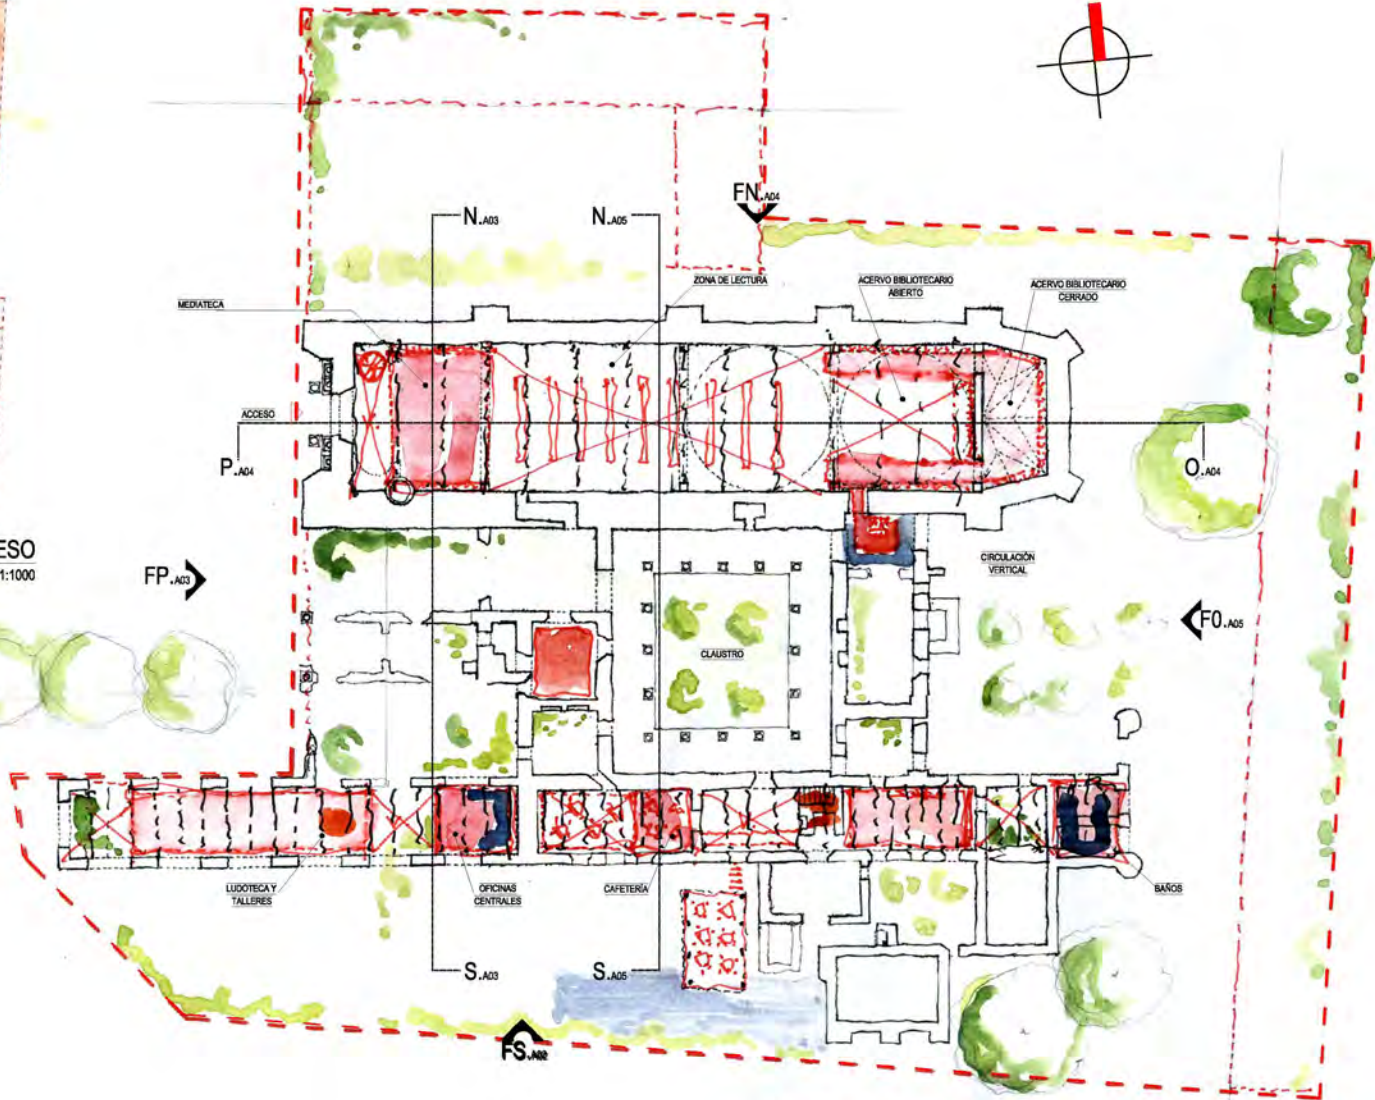 FN.A04
N.A03
N.A05
ZONA DE LECTURA
ACERVO BIBLIOTECARIO
ABIERTO
ACERVO BIBLIOTECARIO
CERRADO
MEDIATECA
ACCESO
P.A04
O.A04
ESO
1:1000
FP.A03
CIRCULACIÓN
VERTICAL
FO.A05
CLAUSTRO
LUDOTECA Y
TALLERES
OFICINAS
CENTRALES
CAFETERÍA
BAÑOS
S.A03
S.A05
FS.A02